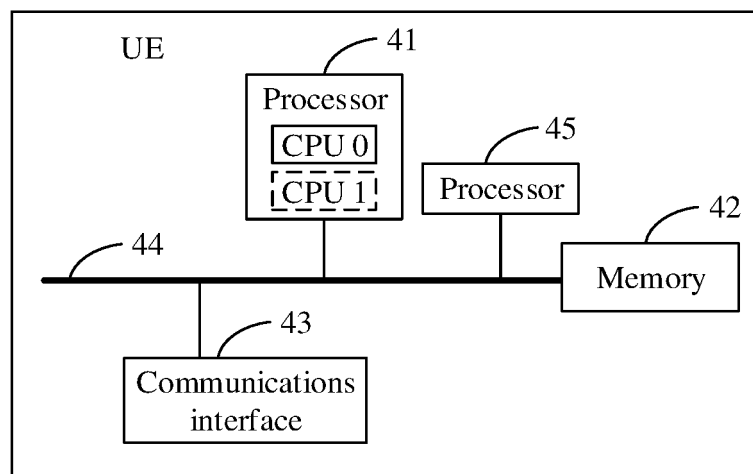 UE
41
Processor
CPU 0
CPU 1
45
Processor
42
Memory
44
43
Communications
interface